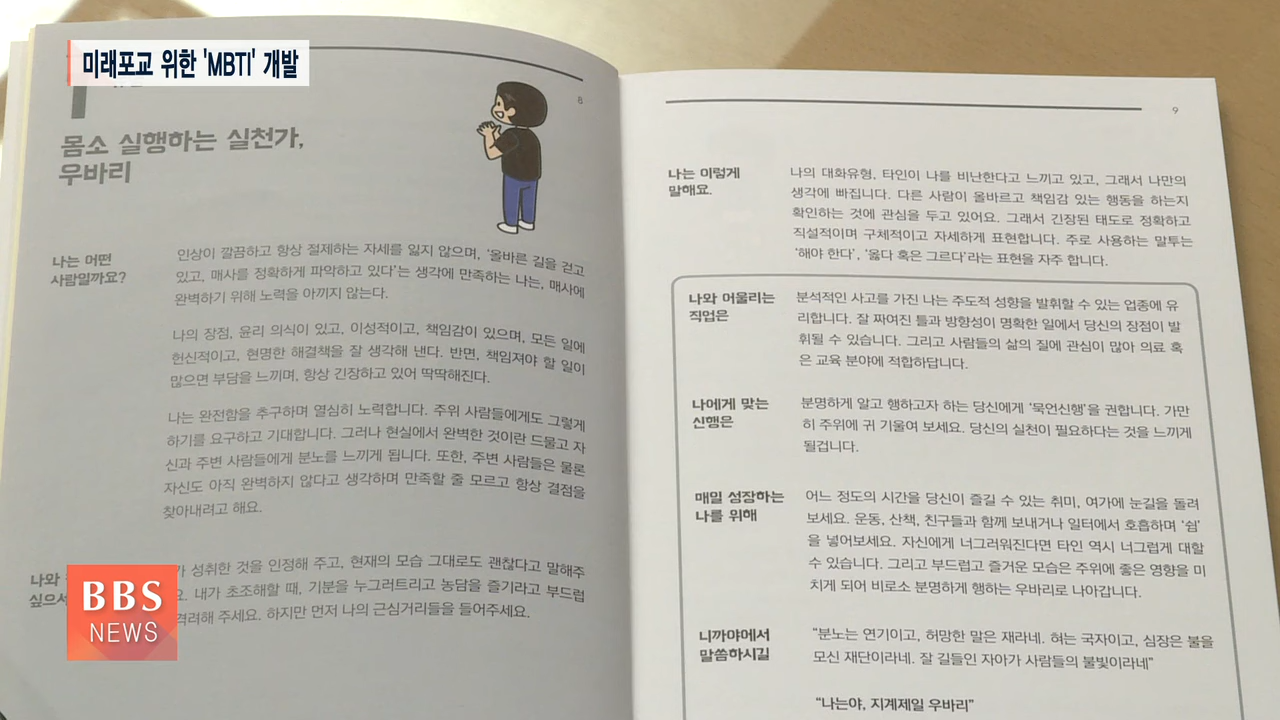 미래포교 위한 'MBTI' 개발
8
몸소 실행하는 실천가,
우바리
나는 어떤
사람일까요?
인상이 깔끔하고 항상 절제하는 자세를 잃지 않으며, ‘올바른 길을 걷고
있고, 매사를 정확하게 파악하고 있다’는 생각에 만족하는 나는, 매사에
완벽하기 위해 노력을 아끼지 않는다.
나의 장점, 윤리 의식이 있고, 이성적이고, 책임감이 있으며, 모든 일에
헌신적이고, 현명한 해결책을 잘 생각해 낸다. 반면, 책임져야 할 일이
많으면 부담을 느끼며, 항상 긴장하고 있어 딱딱해진다.
나는 완전함을 추구하며 열심히 노력합니다. 주위 사람들에게도 그렇게
하기를 요구하고 기대합니다. 그러나 현실에서 완벽한 것이란 드물고 자
신과 주변 사람들에게 분노를 느끼게 됩니다. 또한, 주변 사람들은 물론
자신도 아직 완벽하지 않다고 생각하며 만족할 줄 모르고 항상 결점을
찾아내려고 해요.
나와
싶으시
성취한 것을 인정해 주고, 현재의 모습 그대로도 괜찮다고 말해주
요. 내가 초조해할 때, 기분을 누그러트리고 농담을 즐기라고 부드럽
격려해 주세요. 하지만 먼저 나의 근심거리들을 들어주세요.
BBS
NEWS
9
나는 이렇게
말해요.
나의 대화유형, 타인이 나를 비난한다고 느끼고 있고, 그래서 나만의
생각에 빠집니다. 다른 사람이 올바르고 책임감 있는 행동을 하는지
확인하는 것에 관심을 두고 있어요. 그래서 긴장된 태도로 정확하고
직설적이며 구체적이고 자세하게 표현합니다. 주로 사용하는 말투는
‘해야 한다’, ‘옳다 혹은 그르다’라는 표현을 자주 합니다.
나와 어울리는
직업은
분석적인 사고를 가진 나는 주도적 성향을 발휘할 수 있는 업종에 유
리합니다. 잘 짜여진 틀과 방향성이 명확한 일에서 당신의 장점이 발
휘될 수 있습니다. 그리고 사람들의 삶의 질에 관심이 많아 의료 혹
은 교육 분야에 적합하답니다.
나에게 맞는
신행은
분명하게 알고 행하고자 하는 당신에게 ‘묵언신행’을 권합니다. 가만
히 주위에 귀 기울여 보세요. 당신의 실천이 필요하다는 것을 느끼게
될겁니다.
매일 성장하는
나를 위해
어느 정도의 시간을 당신이 즐길 수 있는 취미, 여가에 눈길을 돌려
보세요. 운동, 산책, 친구들과 함께 보내거나 일터에서 호흡하며 ‘쉼’
을 넣어보세요. 자신에게 너그러워진다면 타인 역시 너그럽게 대할
수 있습니다. 그리고 부드럽고 즐거운 모습은 주위에 좋은 영향을 미
치게 되어 비로소 분명하게 행하는 우바리로 나아갑니다.
니까야에서
말씀하시길
“분노는 연기이고, 허망한 말은 재라네. 혀는 국자이고, 심장은 불을
모신 재단이라네. 잘 길들인 자아가 사람들의 불빛이라네”
“나는야, 지계제일 우바리”